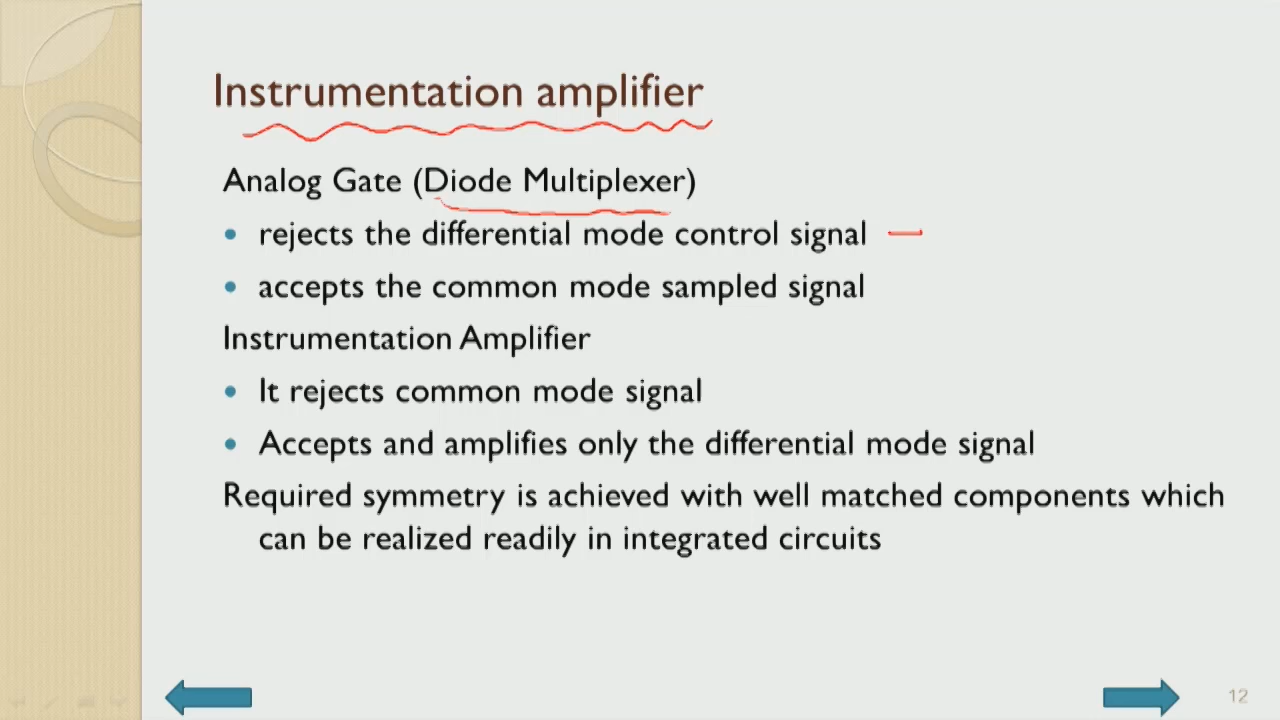 Instrumentation amplifier
Analog Gate (Diode Multiplexer)
• rejects the differential mode control signal
• accepts the common mode sampled signal
Instrumentation Amplifier
• It rejects common mode signal
• Accepts and amplifies only the differential mode signal
Required symmetry is achieved with well matched components which
can be realized readily in integrated circuits
12